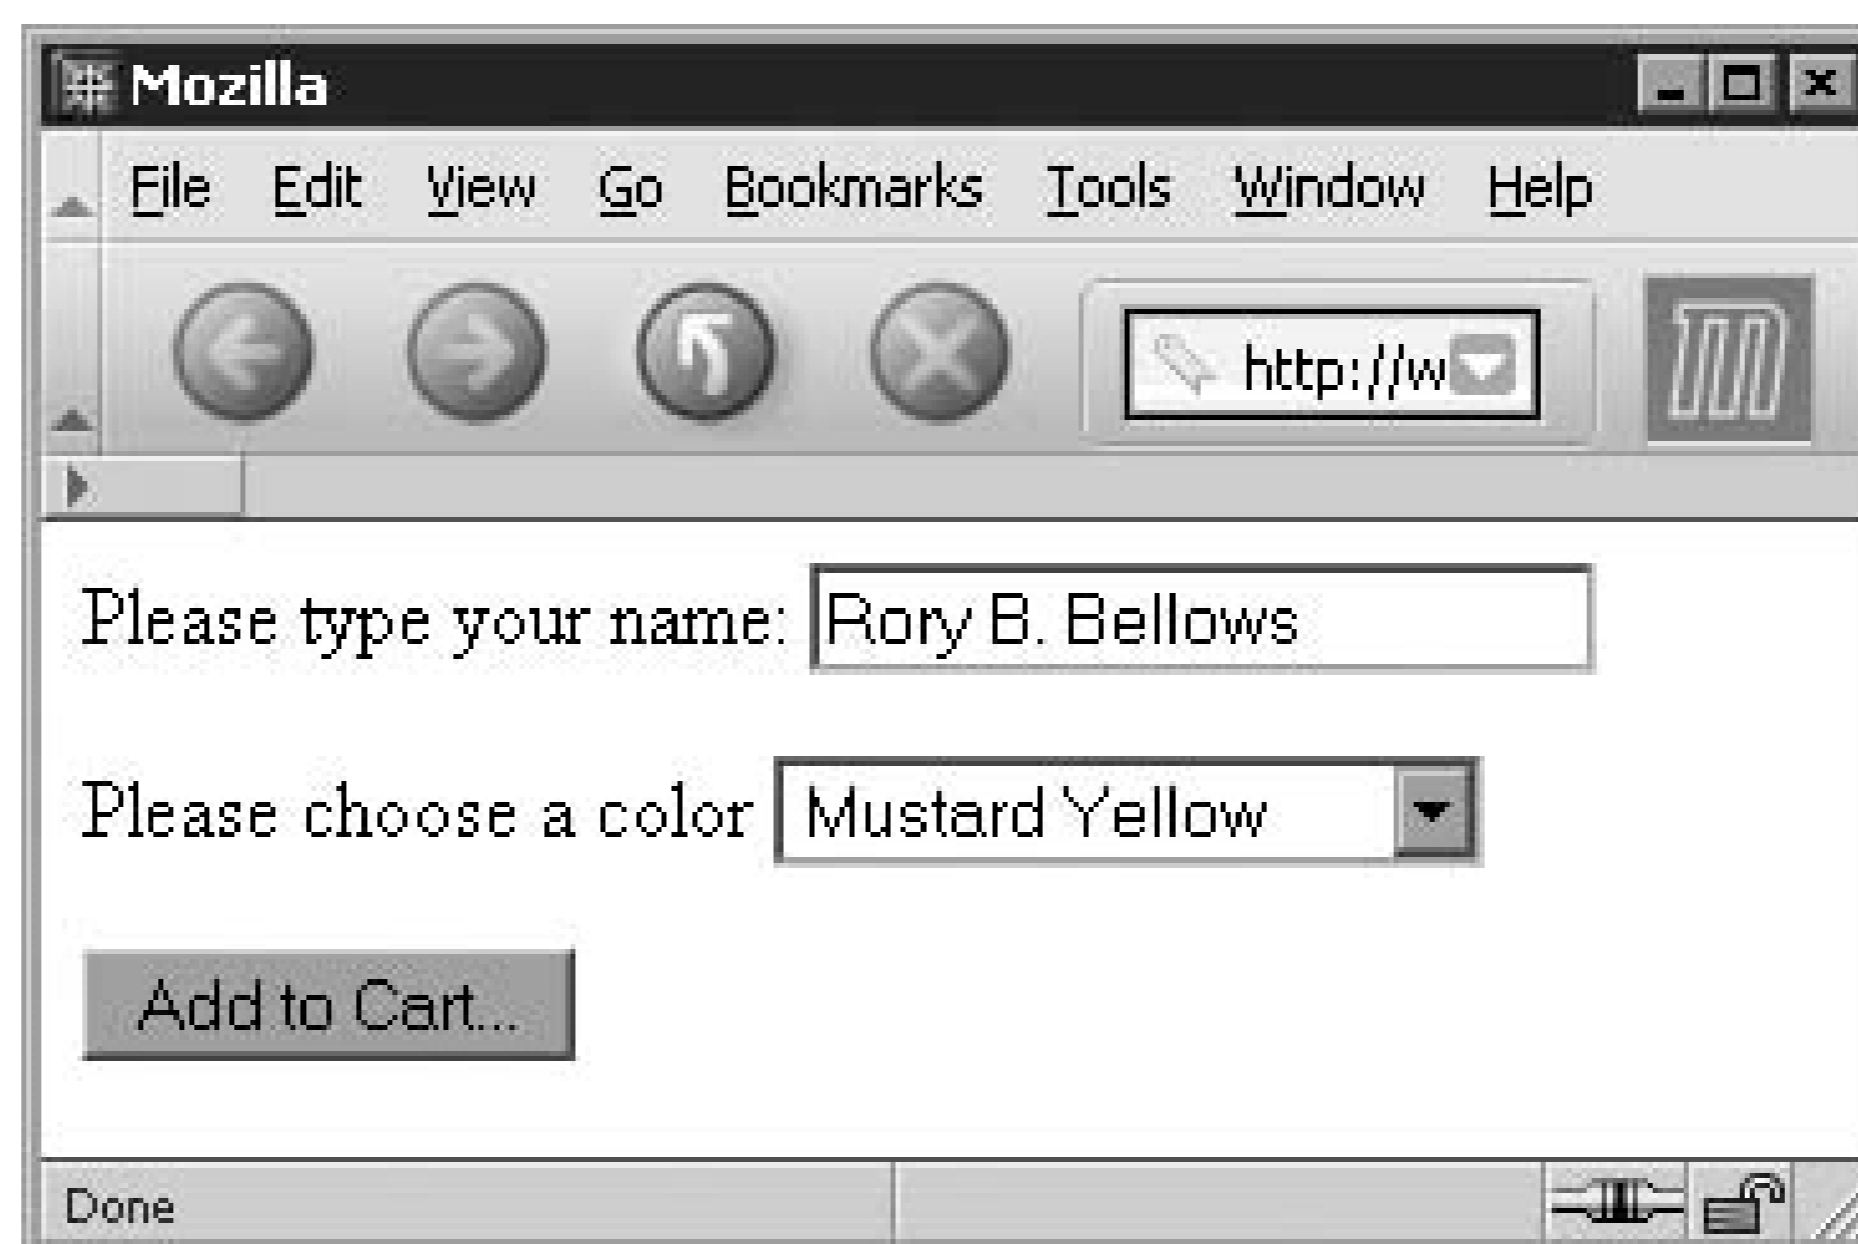 Mozilla
File Edit View Go Bookmarks Tools Window Help
http://w
Please type your name: Rory B. Bellows
Please choose a color Mustard Yellow
Add to Cart...
Done